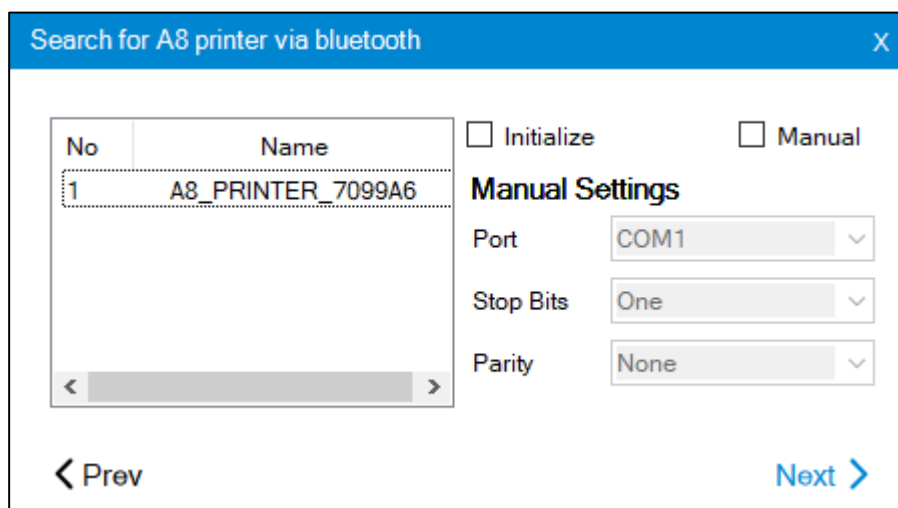 Search for A8 printer via bluetooth X
No Name
1 A8_PRINTER_7099A6
Initialize Manual
Manual Settings
Port COM1
Stop Bits One
Parity None
Prev Next